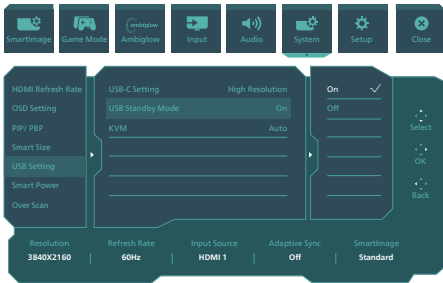 SmartImage
Game Mode
ambiglow
Ambiglow
Input
Audio
System
Setup
Close
HDMI Refresh Rate
OSD Setting
PIP/ PBP
Smart Size
USB Setting
Smart Power
Over Scan
USB-C Setting High Resolution
USB Standby Mode On
KVM Auto
On
Off
Select
OK
Back
Resolution Refresh Rate Input Source Adaptive Sync SmartImage
3840X2160 60Hz HDMI 1 Off Standard